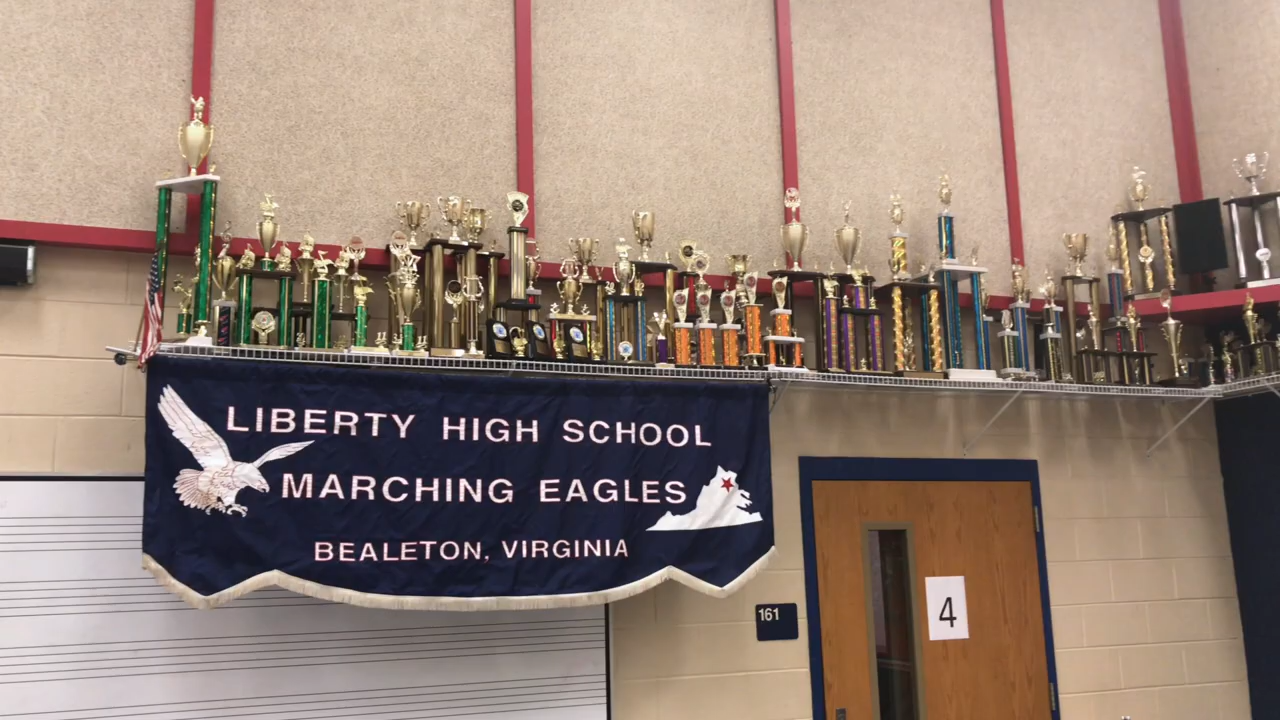 LIBERTY HIGH SCHOOL
MARCHING EAGLES
BEALETON, VIRGINIA
161
4